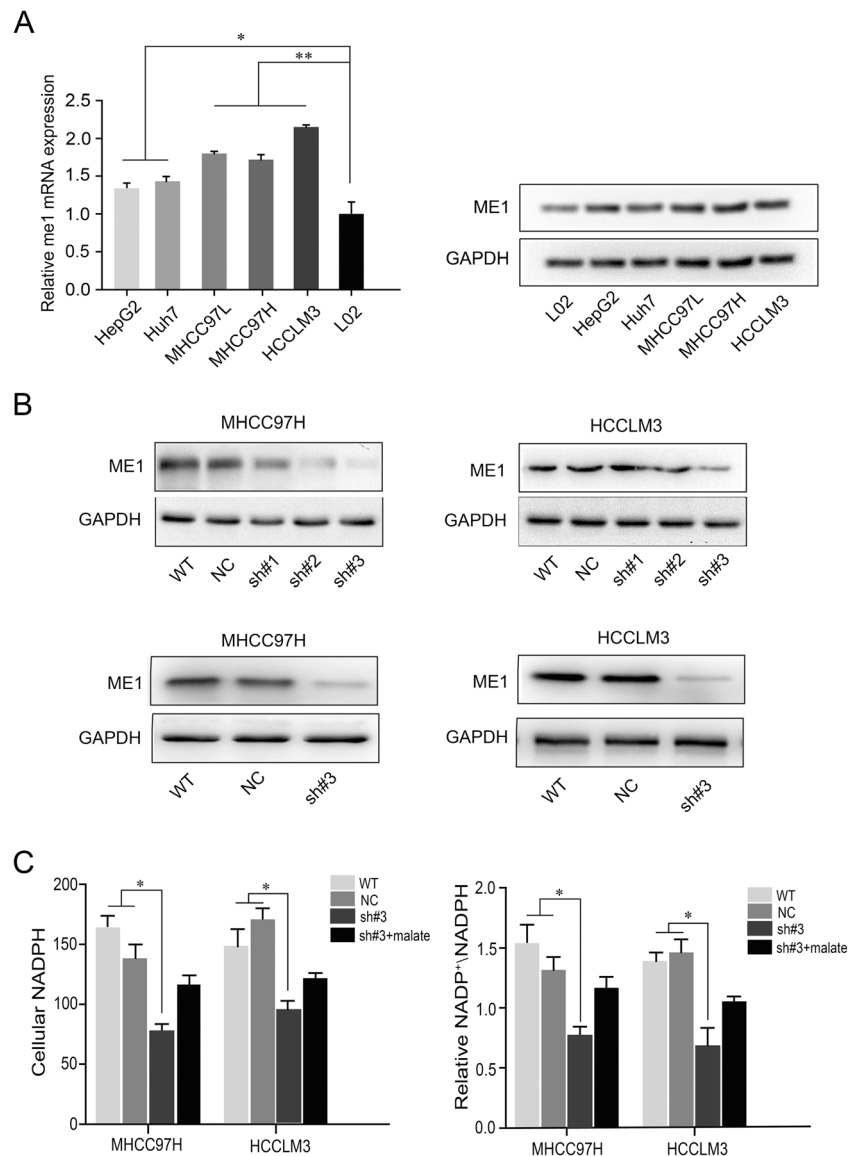 A
*
**
Relative me1 mRNA expression
2.5
2.0
1.5
1.0
0.5
0.0
HepG2
Huh7
MHCC97L
MHCC97H
HCCLM3
L02
ME1
GAPDH
L02
HepG2
Huh7
MHCC97L
MHCC97H
HCCLM3
B
MHCC97H
ME1
GAPDH
WT
NC
sh#1
sh#2
sh#3
HCCLM3
ME1
GAPDH
WT
NC
sh#1
sh#2
sh#3
MHCC97H
ME1
GAPDH
WT
NC
sh#3
HCCLM3
ME1
GAPDH
WT
NC
sh#3
C
Cellular NADPH
200
150
100
50
0
*
*
WT
NC
sh#3
sh#3+malate
MHCC97H
HCCLM3
Relative NADP⁺\NADPH
2.0
1.5
1.0
0.5
0.0
*
*
WT
NC
sh#3
sh#3+malate
MHCC97H
HCCLM3